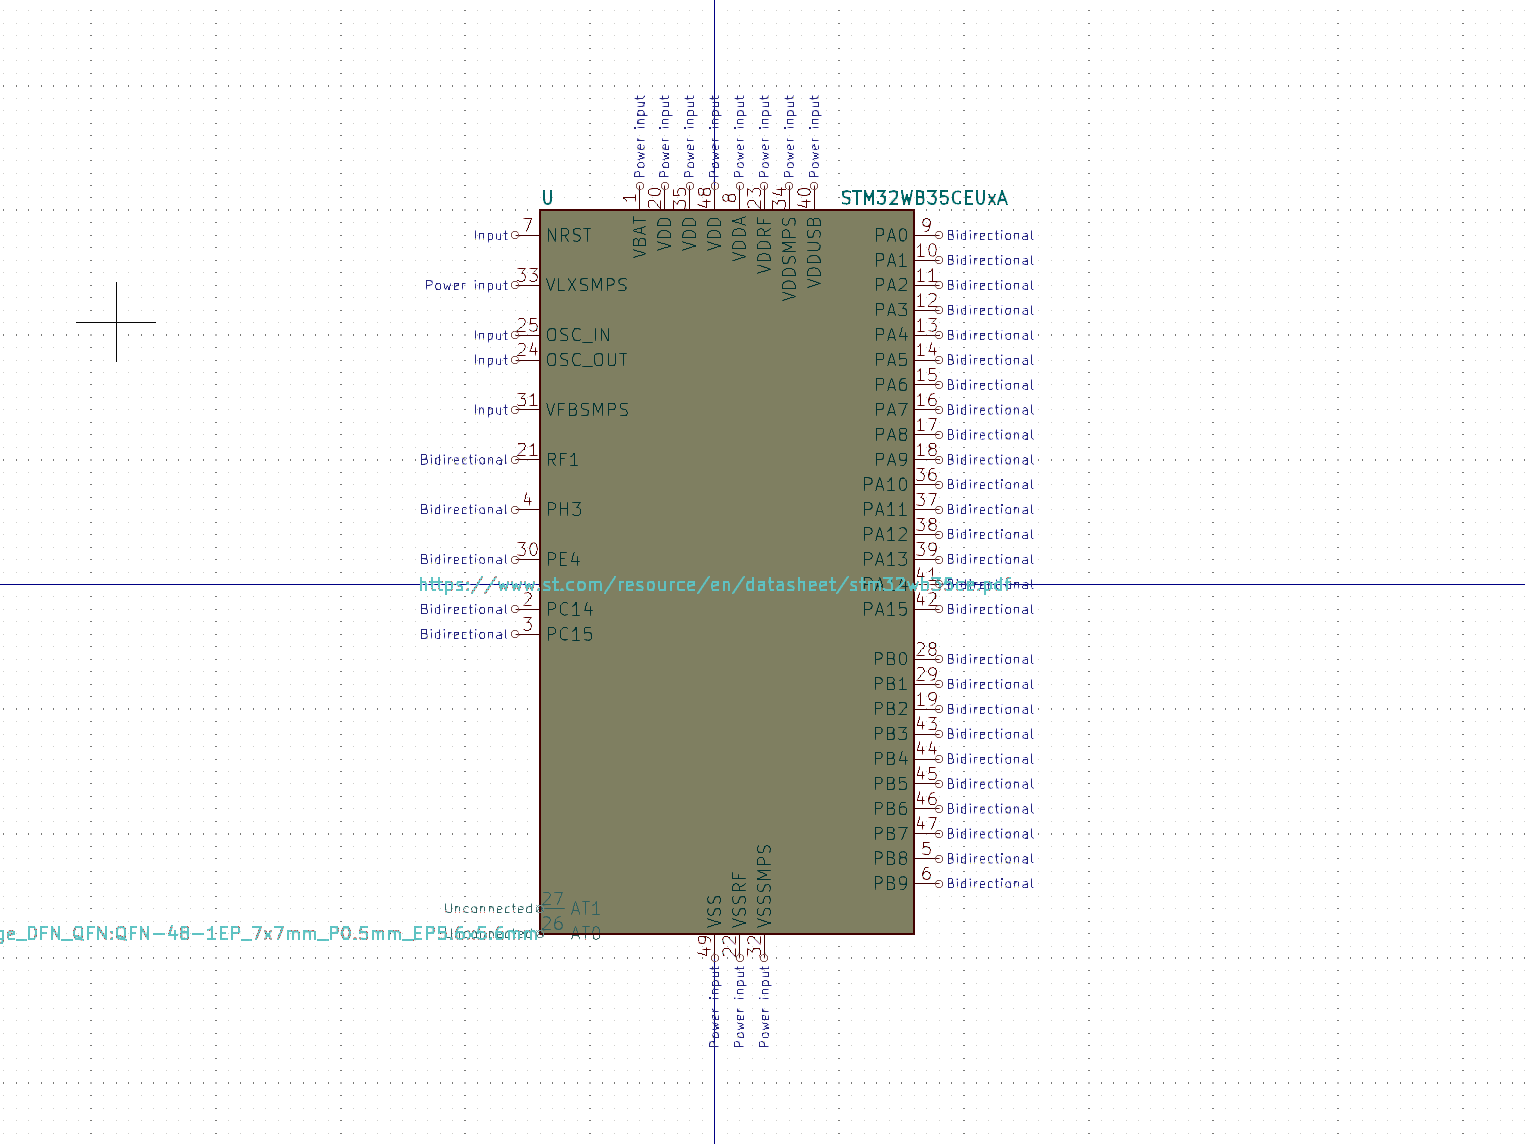 Power input
Power input
Power input
Power input
Power input
Power input
Power input
Power input
1
20
35
48
8
23
34
40
U
STM32WB35CEUxA
VBAT
VDD
VDD
VDD
VDDA
VDDRF
VDDSMPS
VDDUSB
Input 7 NRST
PA0 9 Bidirectional
PA1 10 Bidirectional
Power input 33 VLXSMPS
PA2 11 Bidirectional
PA3 12 Bidirectional
Input 25 OSC_IN
PA4 13 Bidirectional
Input 24 OSC_OUT
PA5 14 Bidirectional
PA6 15 Bidirectional
Input 31 VFBSMPS
PA7 16 Bidirectional
PA8 17 Bidirectional
Bidirectional 21 RF1
PA9 18 Bidirectional
PA10 36 Bidirectional
Bidirectional 4 PH3
PA11 37 Bidirectional
PA12 38 Bidirectional
Bidirectional 30 PE4
PA13 39 Bidirectional
https://www.st.com/resource/en/datasheet/stm32wb35ce.pdf
PA14 41 Bidirectional
Bidirectional 2 PC14
PA15 42 Bidirectional
Bidirectional 3 PC15
PB0 28 Bidirectional
PB1 29 Bidirectional
PB2 19 Bidirectional
PB3 43 Bidirectional
PB4 44 Bidirectional
PB5 45 Bidirectional
PB6 46 Bidirectional
PB7 47 Bidirectional
PB8 5 Bidirectional
PB9 6 Bidirectional
Unconnected 27 AT1
Unconnected 26 AT0
ge_DFN_QFN:QFN-48-1EP_7x7mm_P0.5mm_EP5.6x5.6mm
VSS
VSSRF
VSSSMPS
49
22
32
Power input
Power input
Power input